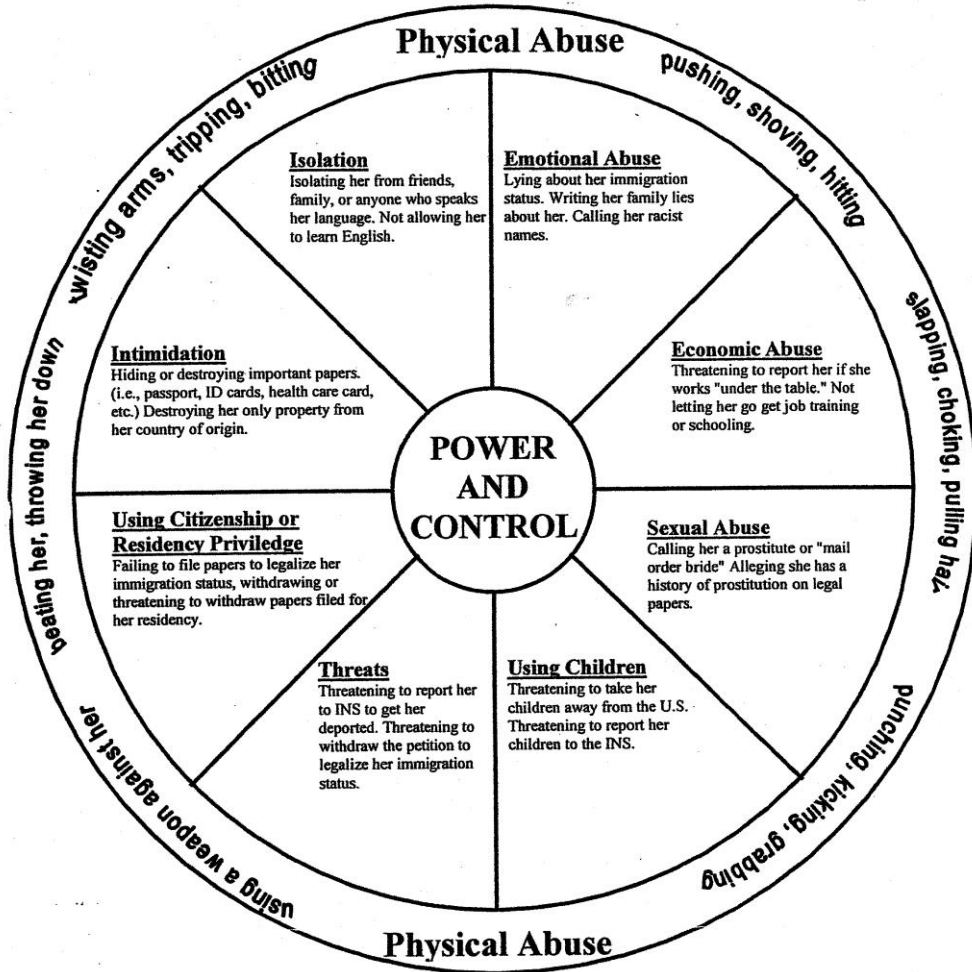 Physical Abuse
pushing, shoving, hitting
slapping, choking, pulling hair
punching, kicking, grabbing
Physical Abuse
using a weapon against her
beating her, throwing her down
twisting arms, tripping, bitting
Isolation
Isolating her from friends,
family, or anyone who speaks
her language. Not allowing her
to learn English.
Emotional Abuse
Lying about her immigration
status. Writing her family lies
about her. Calling her racist
names.
Economic Abuse
Threatening to report her if she
works "under the table." Not
letting her go get job training
or schooling.
Sexual Abuse
Calling her a prostitute or "mail
order bride" Alleging she has a
history of prostitution on legal
papers.
Using Children
Threatening to take her
children away from the U.S.
Threatening to report her
children to the INS.
Threats
Threatening to report her
to INS to get her
deported. Threatening to
withdraw the petition to
legalize her immigration
status.
Using Citizenship or
Residency Priviledge
Failing to file papers to legalize her
immigration status, withdrawing or
threatening to withdraw papers filed for
her residency.
Intimidation
Hiding or destroying important papers.
(i.e., passport, ID cards, health care card,
etc.) Destroying her only property from
her country of origin.
POWER
AND
CONTROL